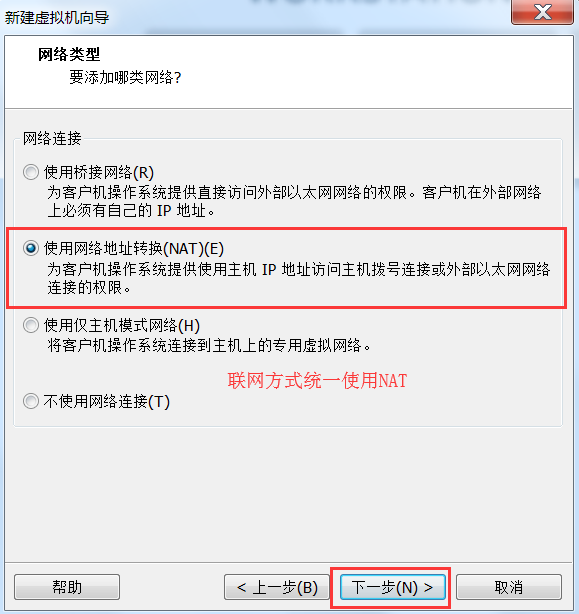 新建虚拟机向导
网络类型
要添加哪类网络?
网络连接
使用桥接网络(R)
为客户机操作系统提供直接访问外部以太网网络的权限。客户机在外部网络
上必须有自己的 IP 地址。
使用网络地址转换(NAT)(E)
为客户机操作系统提供使用主机 IP 地址访问主机拨号连接或外部以太网网络
连接的权限。
使用仅主机模式网络(H)
将客户机操作系统连接到主机上的专用虚拟网络。
联网方式统一使用NAT
不使用网络连接(T)
帮助
< 上一步(B)
下一步(N) >
取消